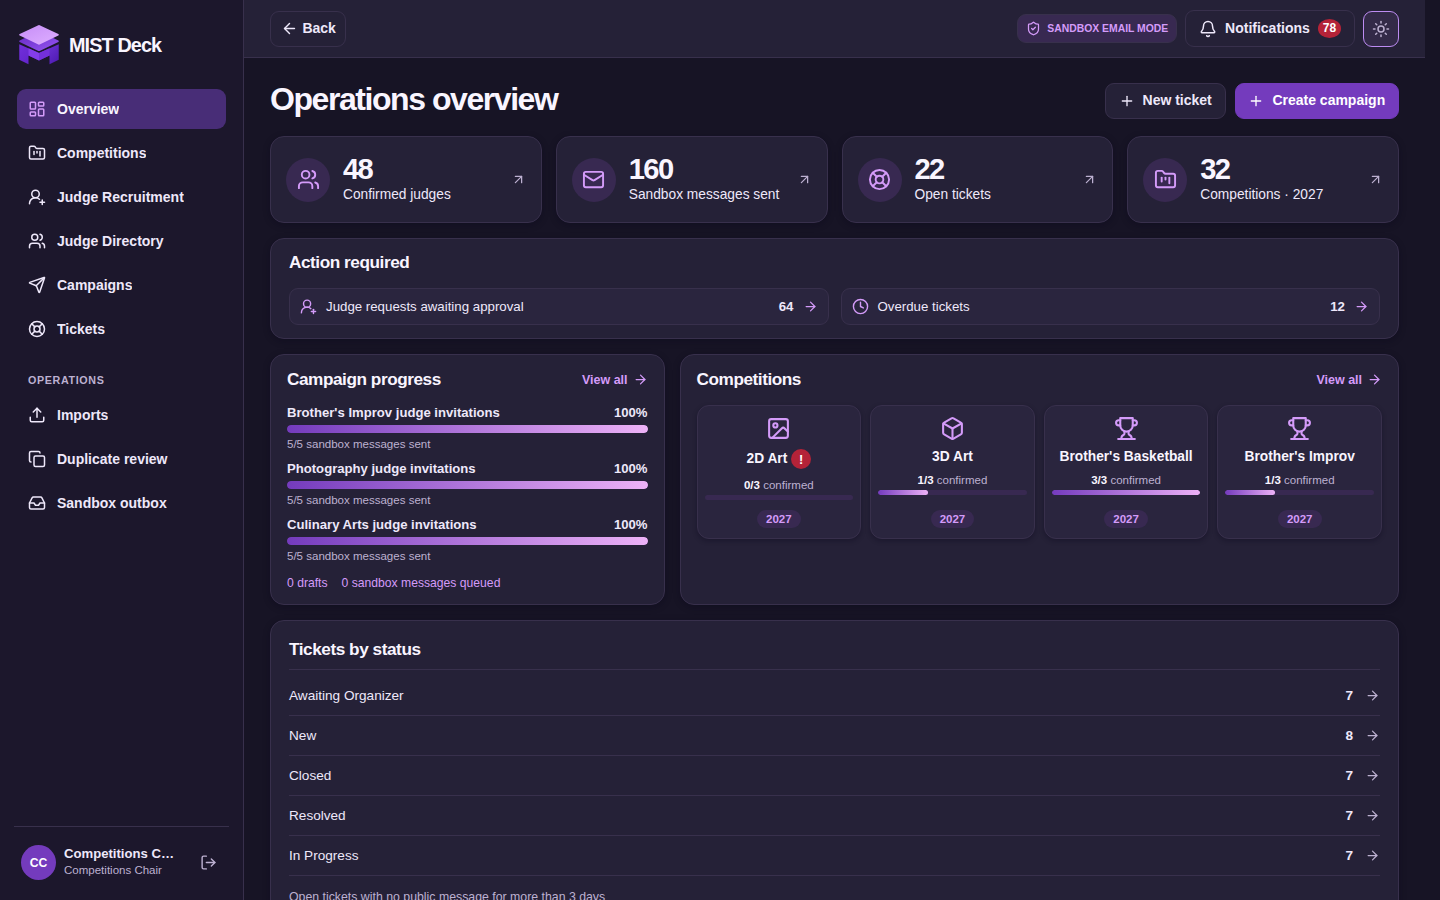 MIST Deck
Overview
Competitions
Judge Recruitment
Judge Directory
Campaigns
Tickets
OPERATIONS
Imports
Duplicate review
Sandbox outbox
CC
Competitions C…
Competitions Chair
Back
SANDBOX EMAIL MODE
Notifications 78
Operations overview
New ticket
Create campaign
48
Confirmed judges
160
Sandbox messages sent
22
Open tickets
32
Competitions · 2027
Action required
Judge requests awaiting approval 64
Overdue tickets 12
Campaign progress
View all
Brother's Improv judge invitations 100%
5/5 sandbox messages sent
Photography judge invitations 100%
5/5 sandbox messages sent
Culinary Arts judge invitations 100%
5/5 sandbox messages sent
0 drafts 0 sandbox messages queued
Competitions
View all
2D Art !
0/3 confirmed
2027
3D Art
1/3 confirmed
2027
Brother's Basketball
3/3 confirmed
2027
Brother's Improv
1/3 confirmed
2027
Tickets by status
Awaiting Organizer 7
New 8
Closed 7
Resolved 7
In Progress 7
Open tickets with no public message for more than 3 days